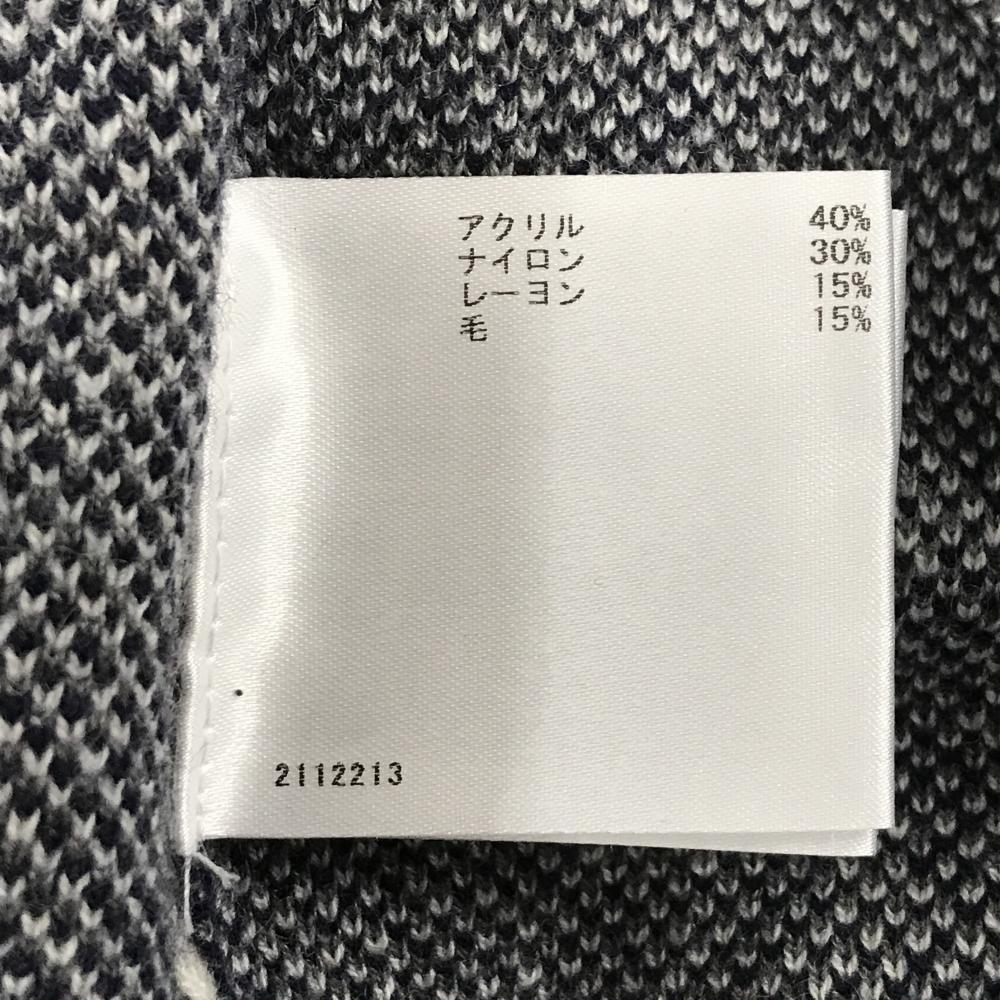 アクリル 40%
ナイロン 30%
レーヨン 15%
毛 15%
2112213